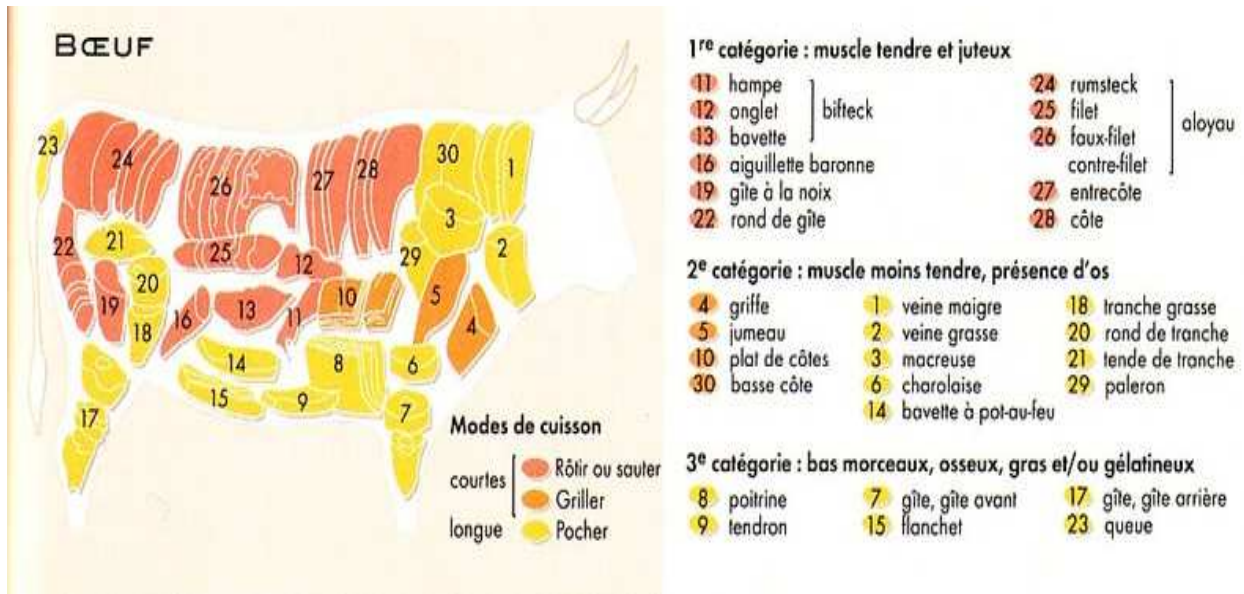 BŒUF
23
24
26
27
28
30
1
3
2
22
21
25
12
29
20
19
18
16
13
11
10
5
4
14
8
6
15
9
7
17
Modes de cuisson
courtes
Rôtir ou sauter
Griller
longue
Pocher
1re catégorie : muscle tendre et juteux
11 hampe
12 onglet
13 bavette
bifteck
16 aiguillette baronne
19 gîte à la noix
22 rond de gîte
24 rumsteck
25 filet
26 faux-filet
contre-filet
aloyau
27 entrecôte
28 côte
2e catégorie : muscle moins tendre, présence d'os
4 griffe
5 jumeau
10 plat de côtes
30 basse côte
1 veine maigre
2 veine grasse
3 macreuse
6 charolaise
14 bavette à pot-au-feu
18 tranche grasse
20 rond de tranche
21 tende de tranche
29 paleron
3e catégorie : bas morceaux, osseux, gras et/ou gélatineux
8 poitrine
9 tendron
7 gîte, gîte avant
15 flanchet
17 gîte, gîte arrière
23 queue